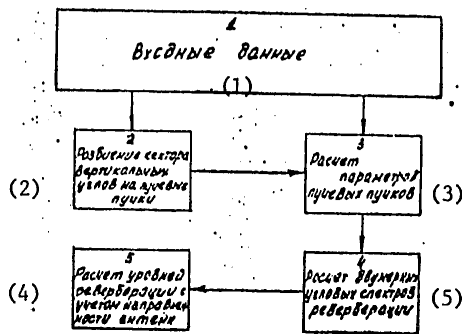 1
Входные данные
(1)
2
Разбиение сектора
вертикальных
углов на лучевые
пучки
(2)
3
Расчет
параметров
лучевых пучков
(3)
5
Расчет уровней
реверберации с
учетом направлен-
ности антенн
(4)
4
Расчет двумерных
угловых спектров
реверберации
(5)